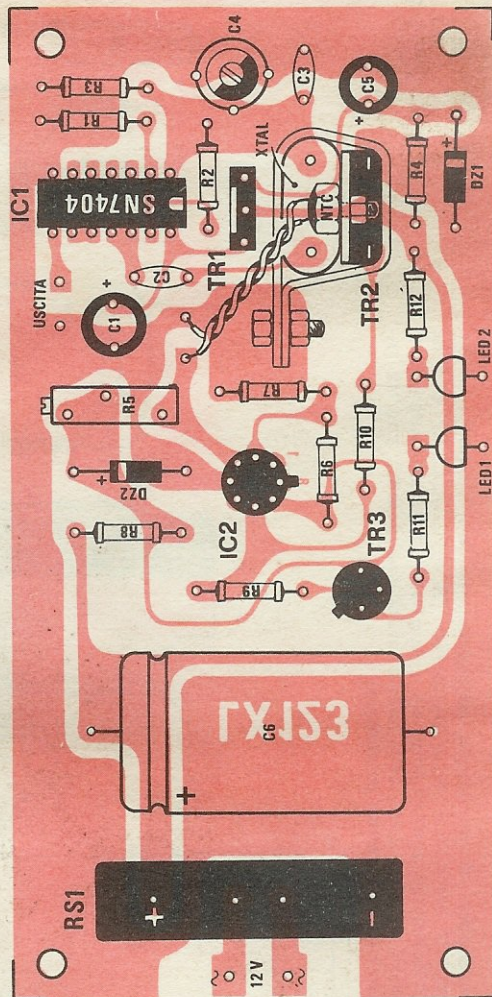 C4
R3
C3
C5
+
R1
XTAL
R2
R4
+
DZ1
IC1
SN7404
NTC
TR1
USCITA
+
C2
C1
TR2
R12
LED 2
R5
R7
R10
R6
DZ2
+
LED1
R8
IC2
TR3
R11
R9
LX123
C6
+
RS1
+
-
~
12 V
~